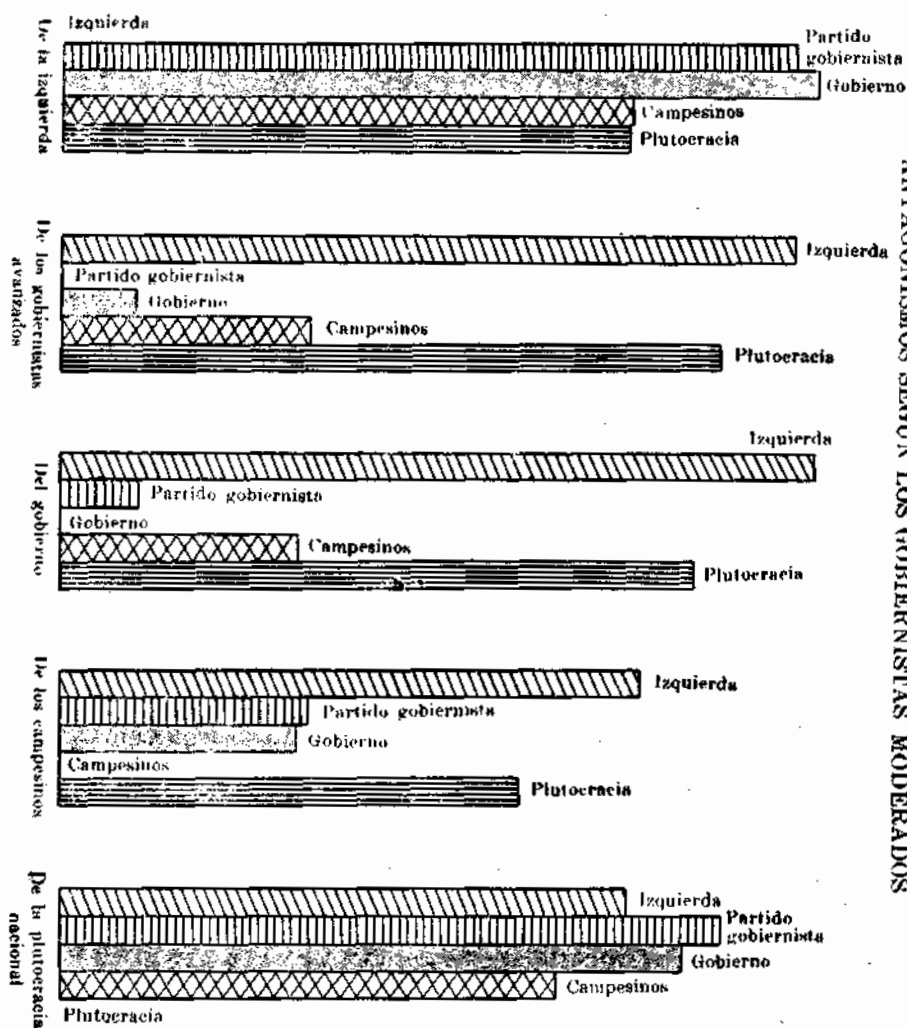 ANTAGONISMOS SEGUN LOS GOBIERNISTAS MODERADOS
De la izquierda
Izquierda
Partido
gobiernista
Gobierno
Campesinos
Plutocracia
De los gobiernistas
avanzados
Izquierda
Partido gobiernista
Gobierno
Campesinos
Plutocracia
Del gobierno
Izquierda
Partido gobiernista
Gobierno
Campesinos
Plutocracia
De los campesinos
Izquierda
Partido gobiernista
Gobierno
Campesinos
Plutocracia
De la plutocracia
nacional
Izquierda
Partido
gobiernista
Gobierno
Campesinos
Plutocracia